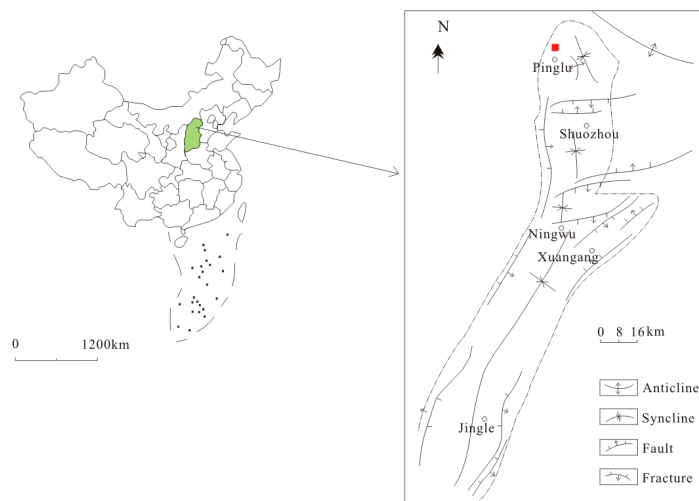 N
Pinglu
Shuozhou
Ningwu
Xuangang
0 1200km
0 8 16km
Anticline
Syncline
Jingle
Fault
Fracture